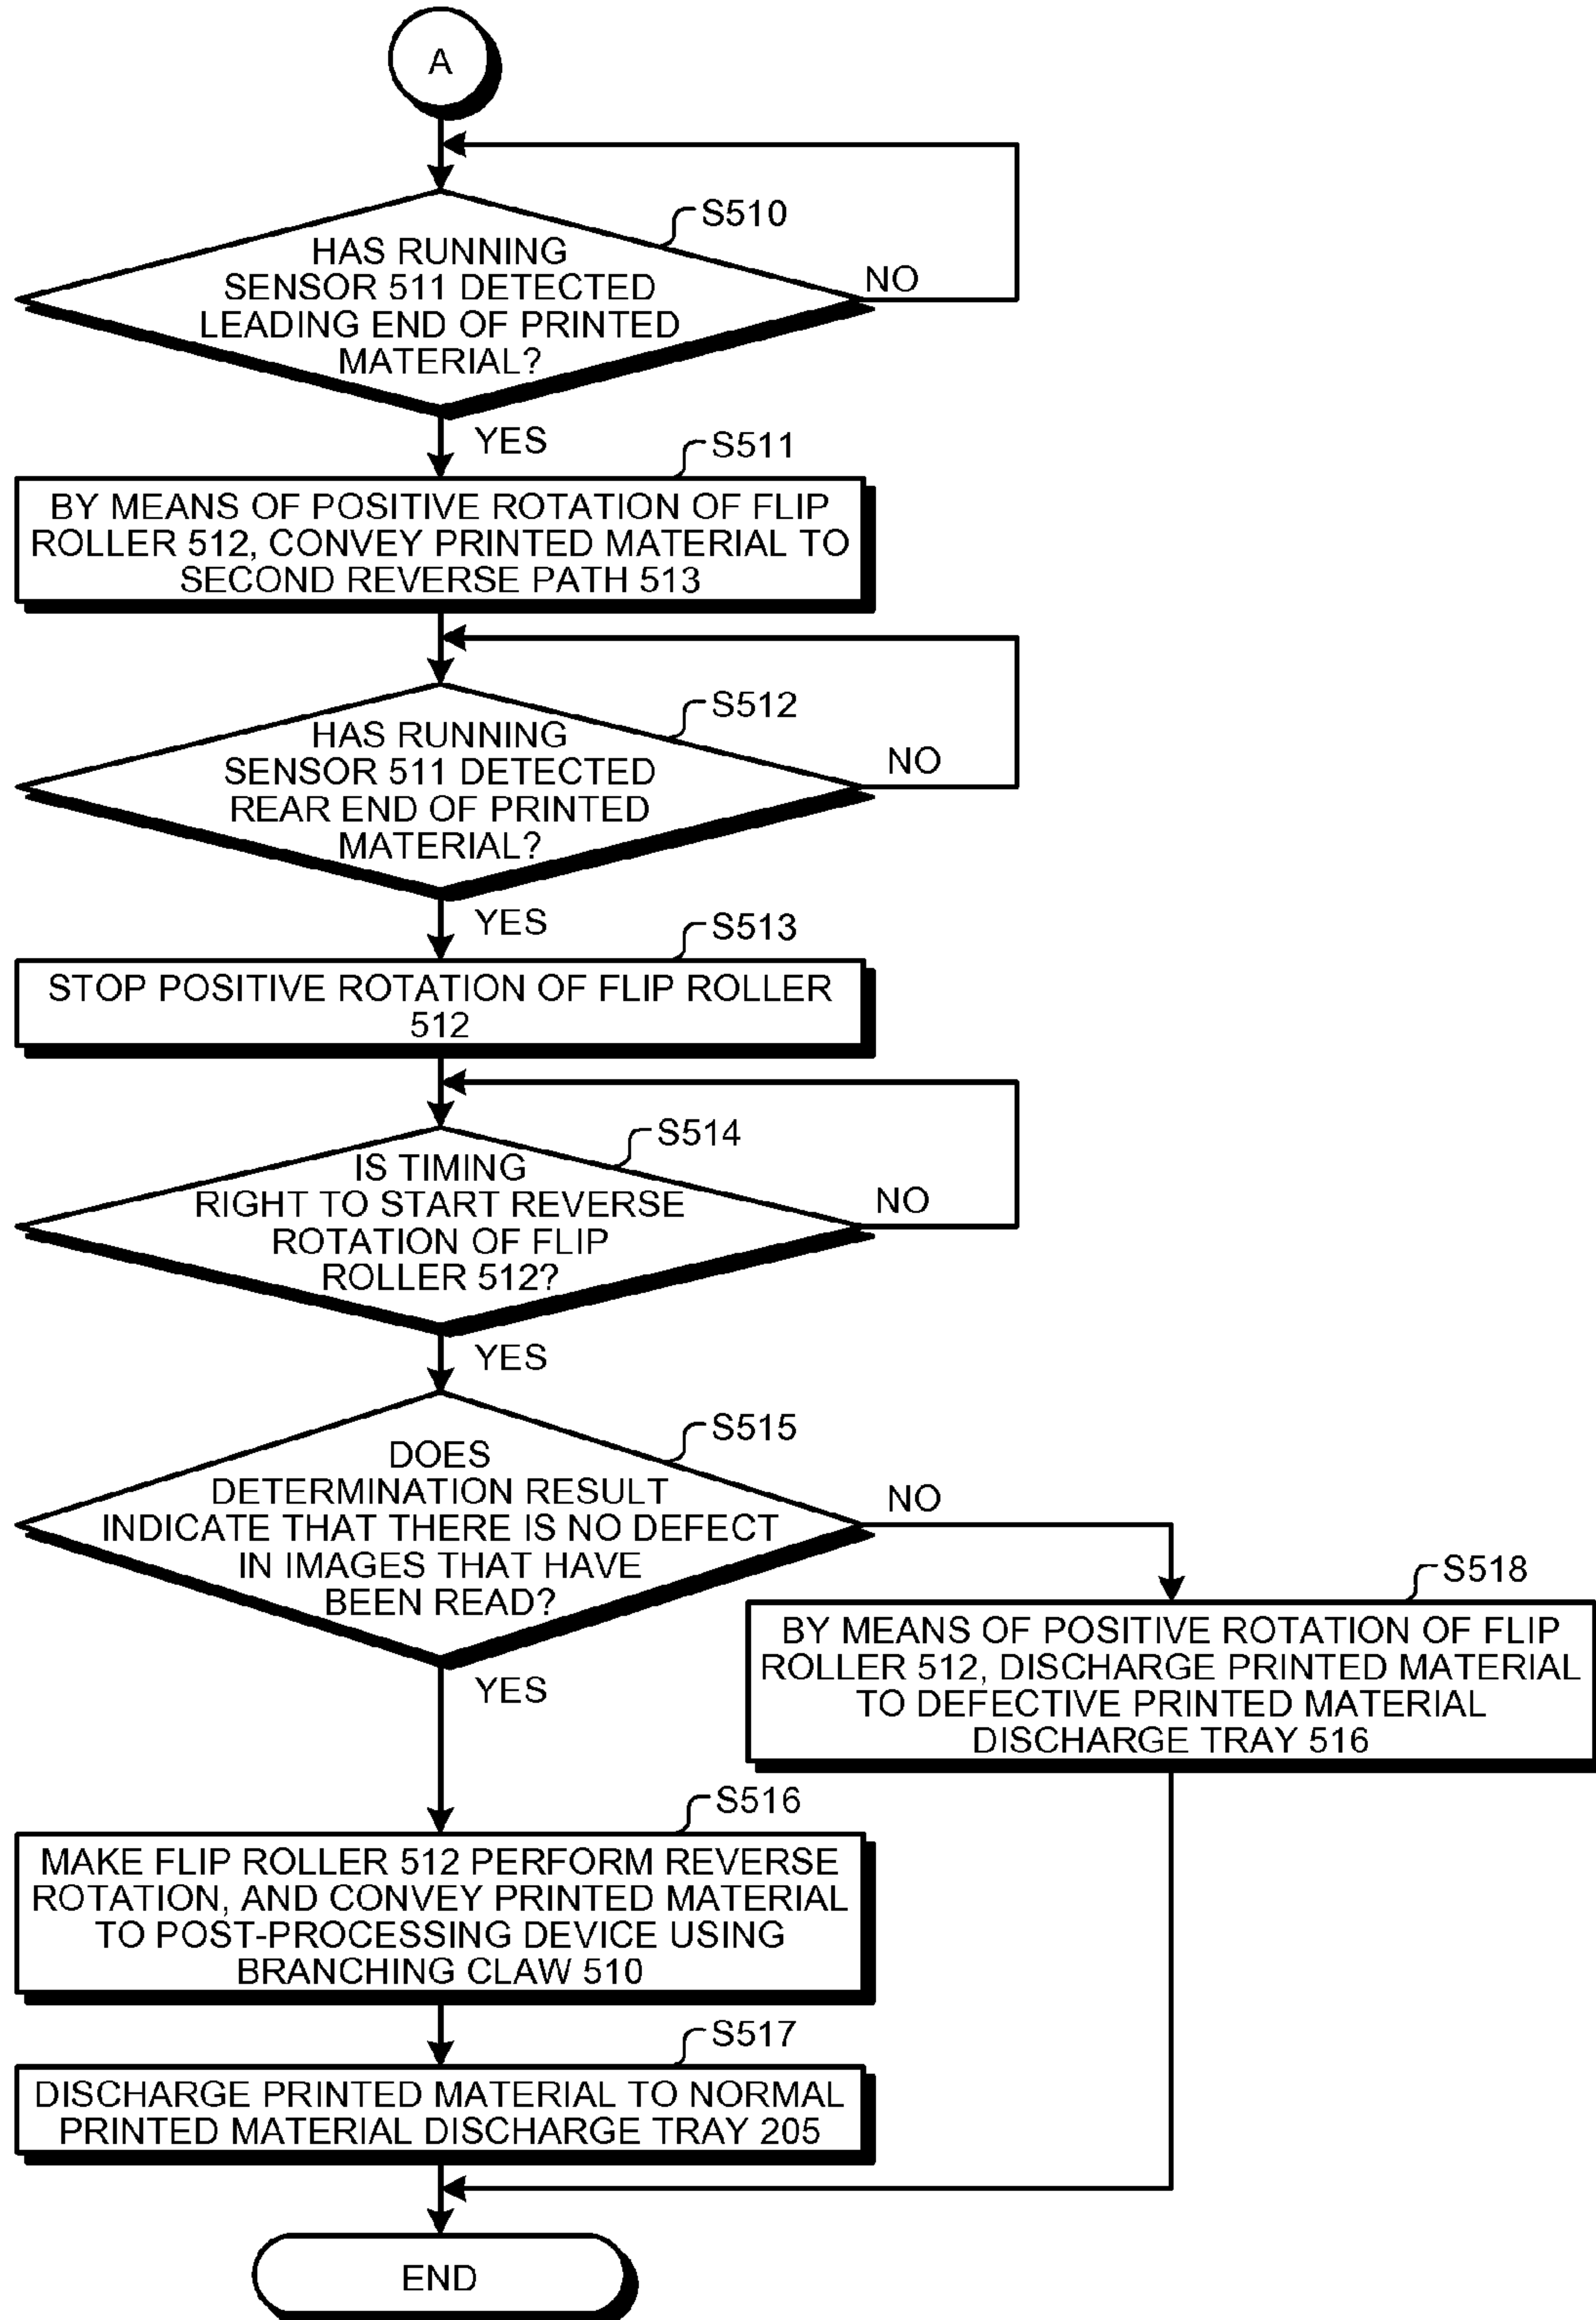 A
S510
HAS RUNNING
SENSOR 511 DETECTED
LEADING END OF PRINTED
MATERIAL?
NO
YES
S511
BY MEANS OF POSITIVE ROTATION OF FLIP
ROLLER 512, CONVEY PRINTED MATERIAL TO
SECOND REVERSE PATH 513
S512
HAS RUNNING
SENSOR 511 DETECTED
REAR END OF PRINTED
MATERIAL?
NO
YES
S513
STOP POSITIVE ROTATION OF FLIP ROLLER
512
S514
IS TIMING
RIGHT TO START REVERSE
ROTATION OF FLIP
ROLLER 512?
NO
YES
S515
DOES
DETERMINATION RESULT
INDICATE THAT THERE IS NO DEFECT
IN IMAGES THAT HAVE
BEEN READ?
NO
YES
S518
BY MEANS OF POSITIVE ROTATION OF FLIP
ROLLER 512, DISCHARGE PRINTED MATERIAL
TO DEFECTIVE PRINTED MATERIAL
DISCHARGE TRAY 516
S516
MAKE FLIP ROLLER 512 PERFORM REVERSE
ROTATION, AND CONVEY PRINTED MATERIAL
TO POST-PROCESSING DEVICE USING
BRANCHING CLAW 510
S517
DISCHARGE PRINTED MATERIAL TO NORMAL
PRINTED MATERIAL DISCHARGE TRAY 205
END